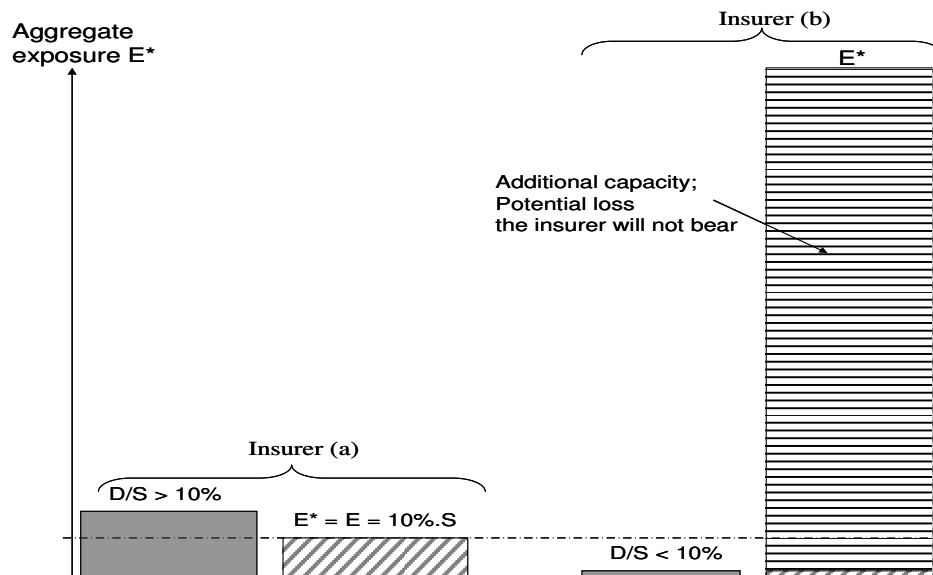 Aggregate
exposure E*
Insurer (b)
E*
Additional capacity;
Potential loss
the insurer will not bear
Insurer (a)
D/S > 10%
E* = E = 10%.S
D/S < 10%